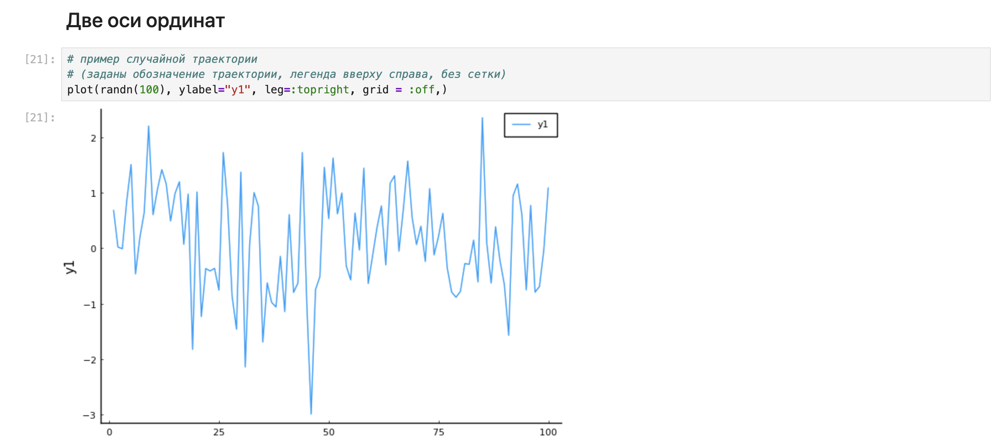 Две оси ординат
[21]:
# пример случайной траектории
# (заданы обозначение траектории, легенда вверху справа, без сетки)
plot(randn(100), ylabel="y1", leg=:topright, grid = :off,)
[21]:
y1
2
1
0
−1
−2
−3
y1
0 25 50 75 100